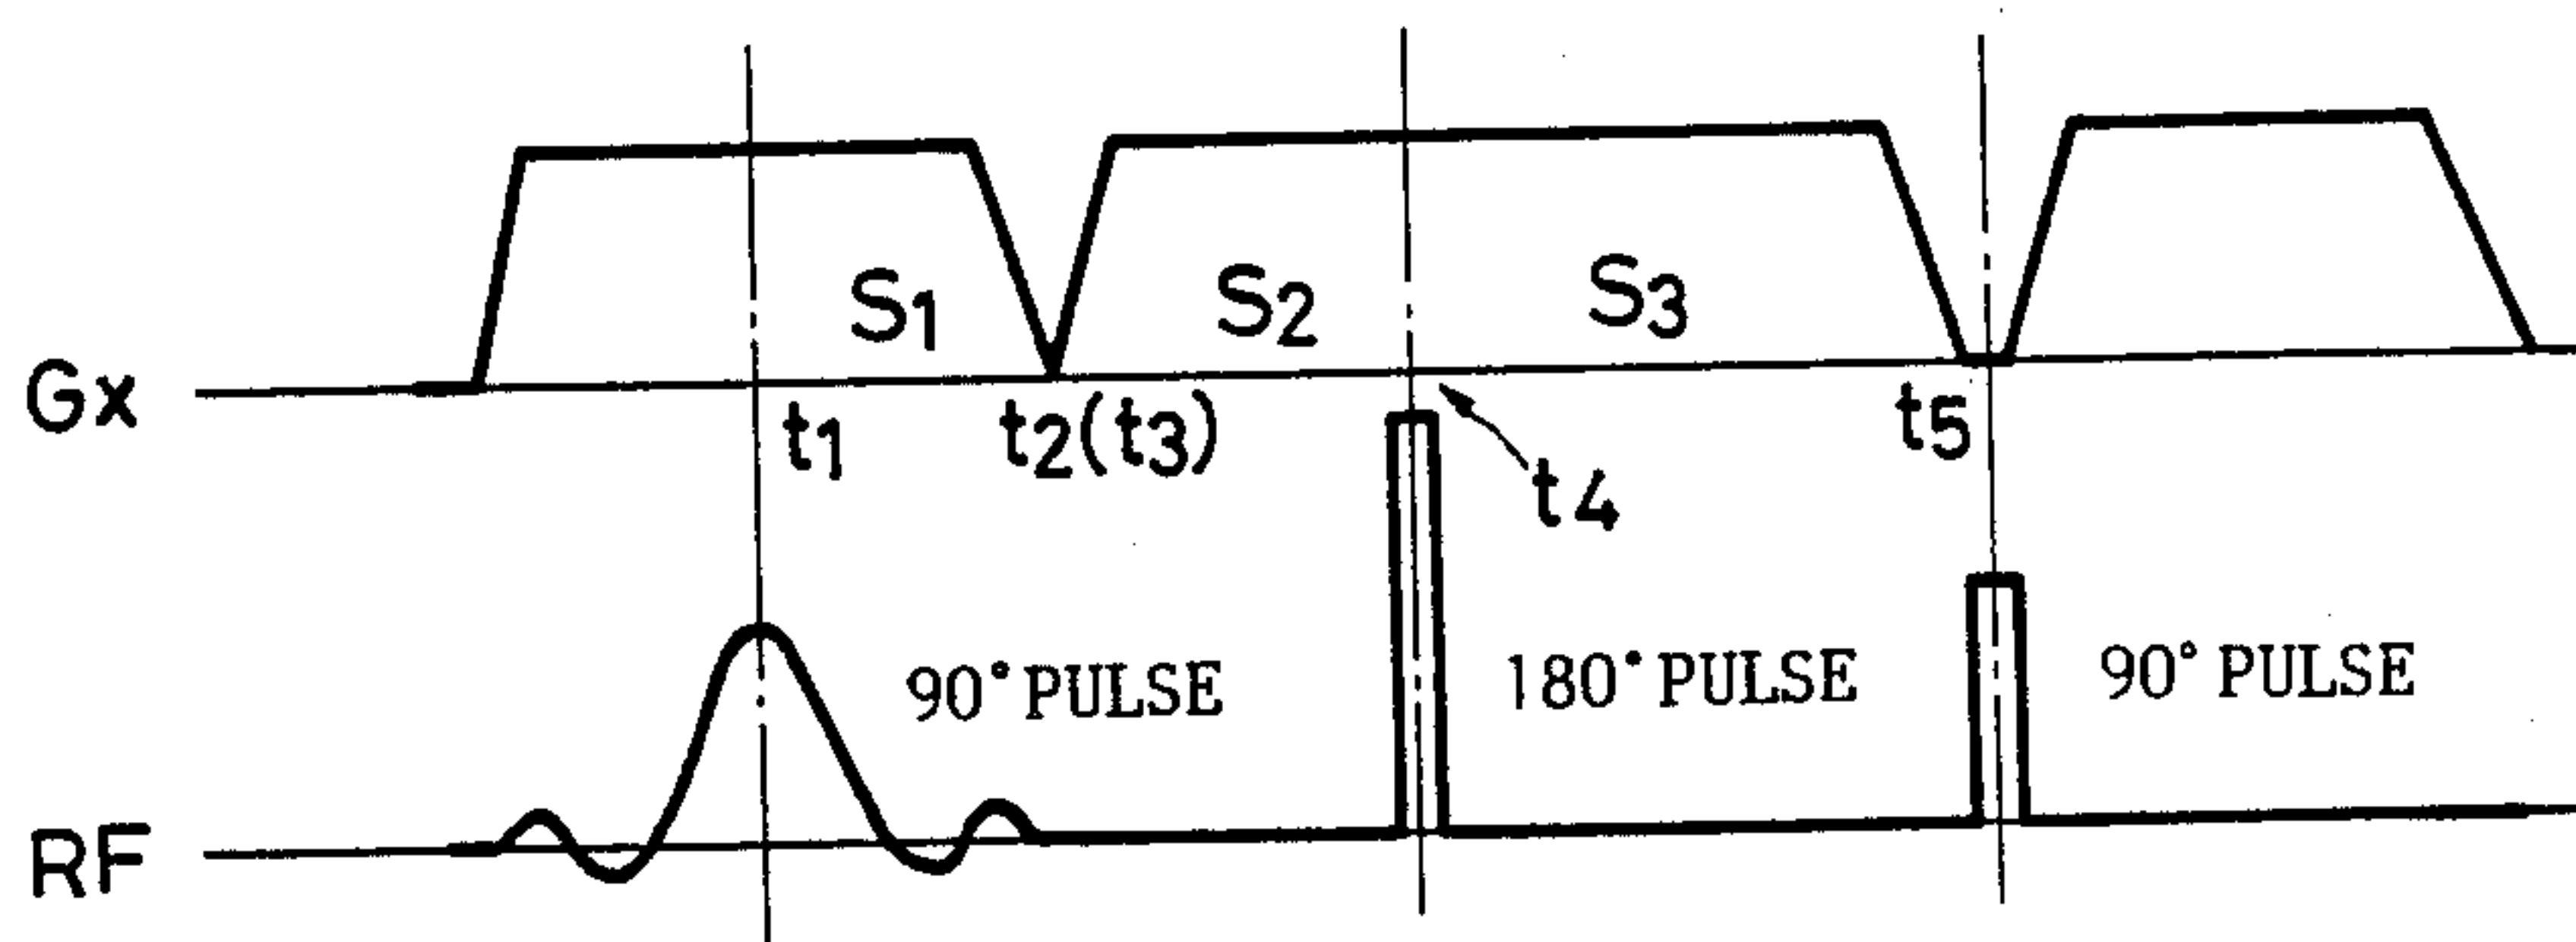 S1 S2 S3
Gx
t1 t2(t3) t4 t5
90° PULSE 180° PULSE 90° PULSE
RF